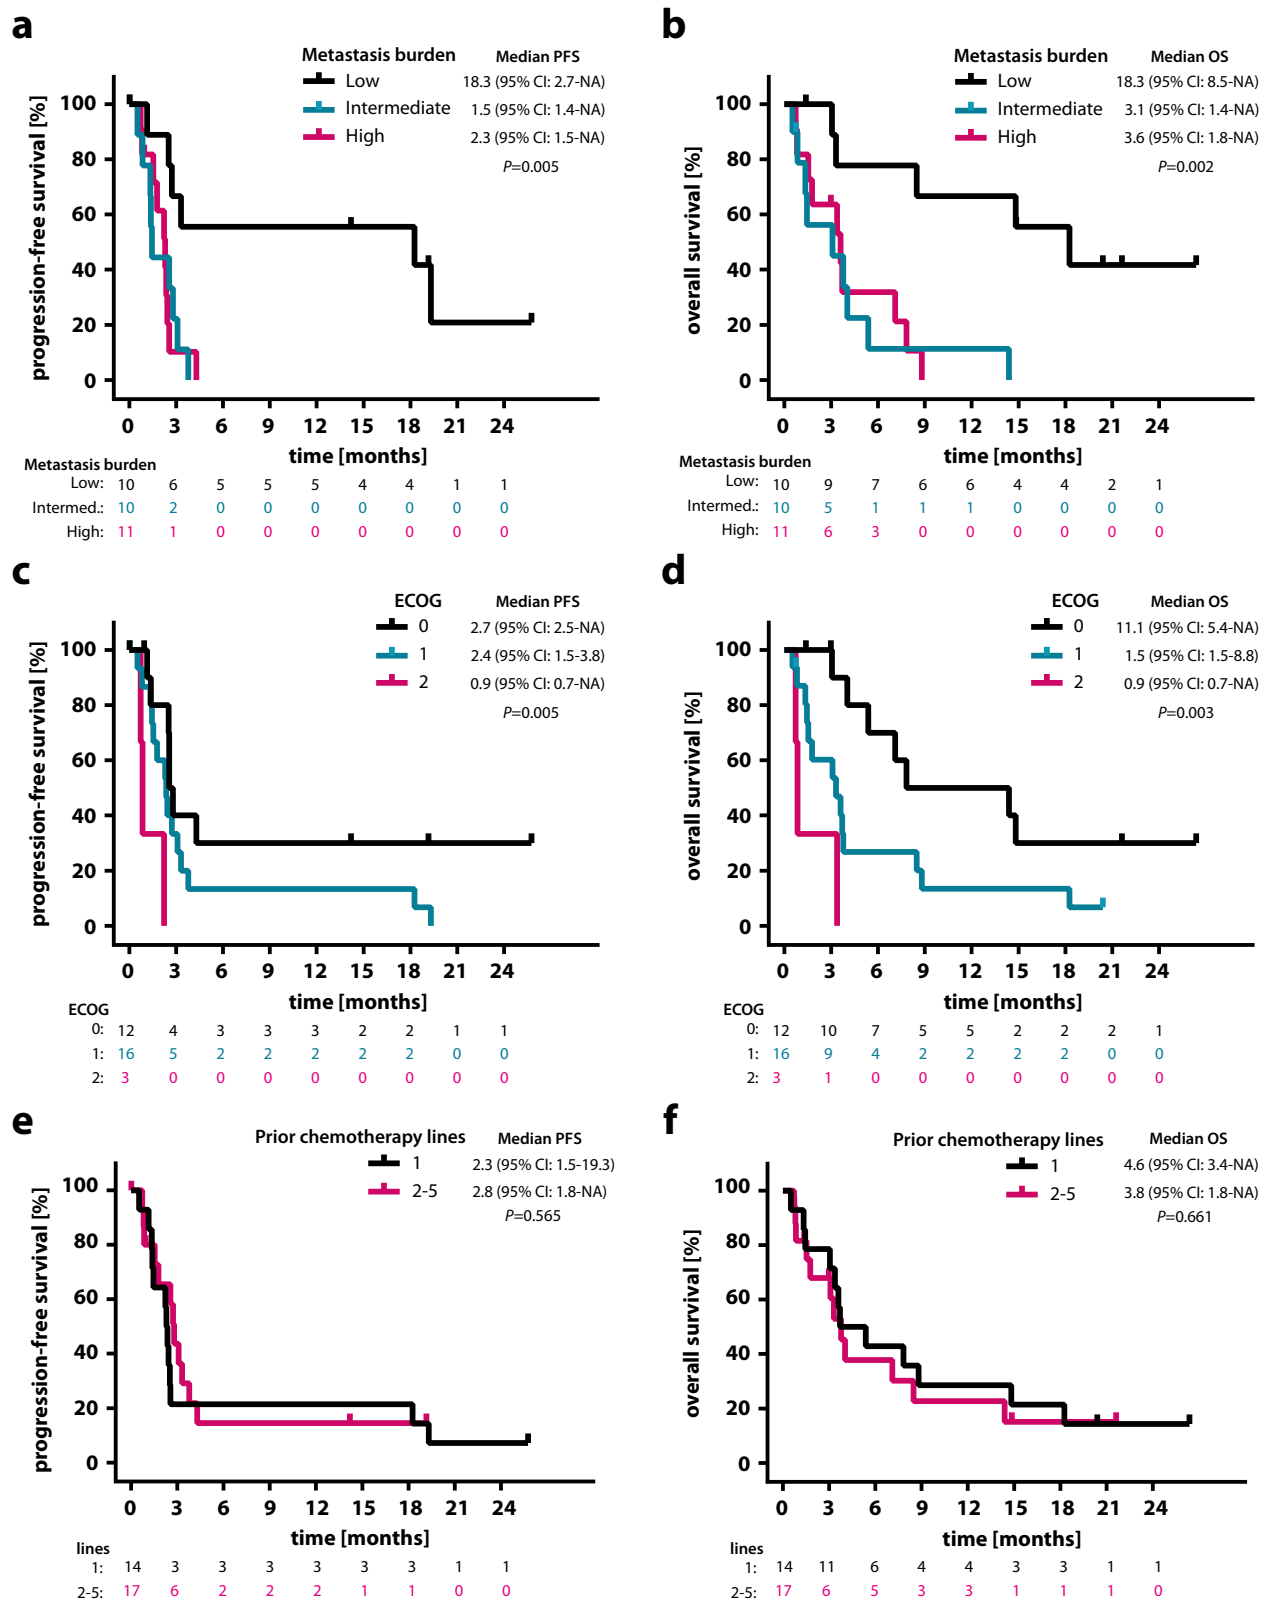 a
Metastasis burden Median PFS
Low 18.3 (95% CI: 2.7-NA)
Intermediate 1.5 (95% CI: 1.4-NA)
High 2.3 (95% CI: 1.5-NA)
P=0.005
progression-free survival [%]
100
80
60
40
20
0
0 3 6 9 12 15 18 21 24
time [months]
Metastasis burden
Low: 10 6 5 5 5 4 4 1 1
Intermed.: 10 2 0 0 0 0 0 0 0
High: 11 1 0 0 0 0 0 0 0
b
Metastasis burden Median OS
Low 18.3 (95% CI: 8.5-NA)
Intermediate 3.1 (95% CI: 1.4-NA)
High 3.6 (95% CI: 1.8-NA)
P=0.002
overall survival [%]
100
80
60
40
20
0
0 3 6 9 12 15 18 21 24
time [months]
Metastasis burden
Low: 10 9 7 6 6 4 4 2 1
Intermed.: 10 5 1 1 1 0 0 0 0
High: 11 6 3 0 0 0 0 0 0
c
ECOG Median PFS
0 2.7 (95% CI: 2.5-NA)
1 2.4 (95% CI: 1.5-3.8)
2 0.9 (95% CI: 0.7-NA)
P=0.005
progression-free survival [%]
100
80
60
40
20
0
0 3 6 9 12 15 18 21 24
time [months]
ECOG
0: 12 4 3 3 3 2 2 1 1
1: 16 5 2 2 2 2 2 0 0
2: 3 0 0 0 0 0 0 0 0
d
ECOG Median OS
0 11.1 (95% CI: 5.4-NA)
1 1.5 (95% CI: 1.5-8.8)
2 0.9 (95% CI: 0.7-NA)
P=0.003
overall survival [%]
100
80
60
40
20
0
0 3 6 9 12 15 18 21 24
time [months]
ECOG
0: 12 10 7 5 5 2 2 2 1
1: 16 9 4 2 2 2 2 0 0
2: 3 1 0 0 0 0 0 0 0
e
Prior chemotherapy lines Median PFS
1 2.3 (95% CI: 1.5-19.3)
2-5 2.8 (95% CI: 1.8-NA)
P=0.565
progression-free survival [%]
100
80
60
40
20
0
0 3 6 9 12 15 18 21 24
time [months]
lines
1: 14 3 3 3 3 3 3 1 1
2-5: 17 6 2 2 2 1 1 0 0
f
Prior chemotherapy lines Median OS
1 4.6 (95% CI: 3.4-NA)
2-5 3.8 (95% CI: 1.8-NA)
P=0.661
overall survival [%]
100
80
60
40
20
0
0 3 6 9 12 15 18 21 24
time [months]
lines
1: 14 11 6 4 4 3 3 1 1
2-5: 17 6 5 3 3 1 1 1 0